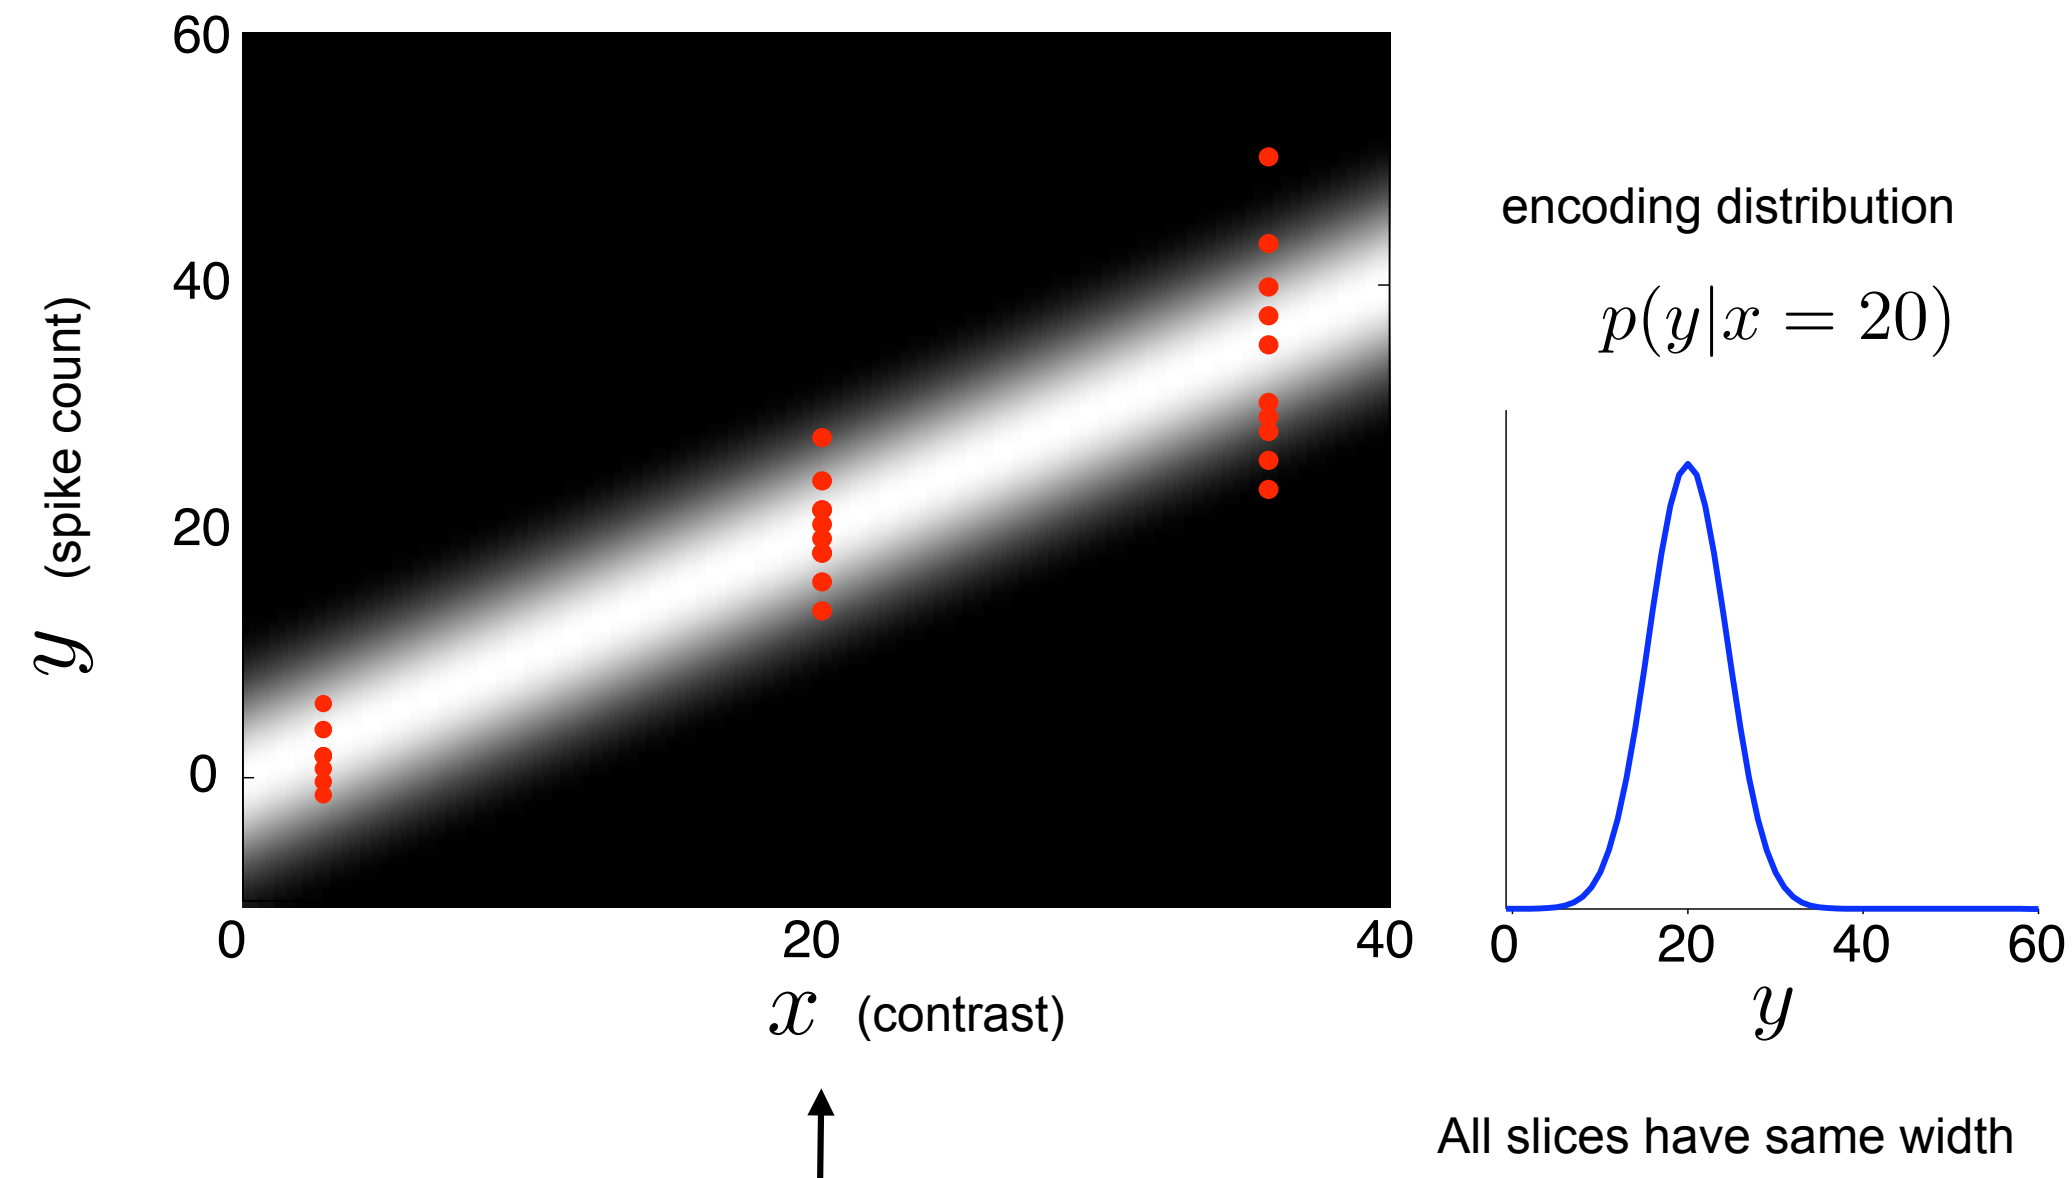 60
40
20
0
y (spike count)
0 20 40
x (contrast)
encoding distribution
p(y|x = 20)
0 20 40 60
y
All slices have same width